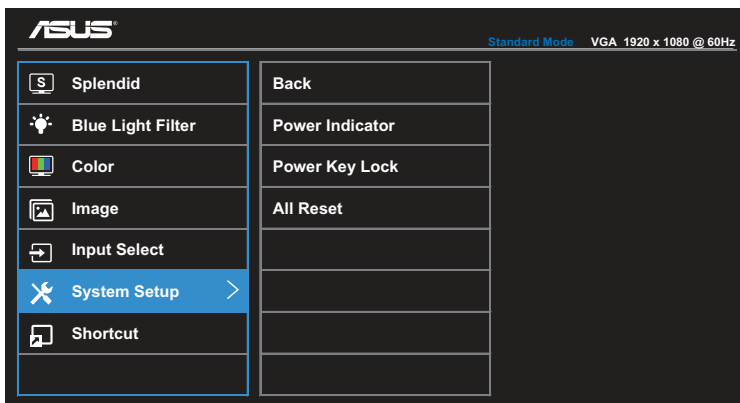 ASUS
Standard Mode VGA 1920 x 1080 @ 60Hz
S Splendid
Blue Light Filter
Color
Image
Input Select
System Setup
Shortcut
Back
Power Indicator
Power Key Lock
All Reset